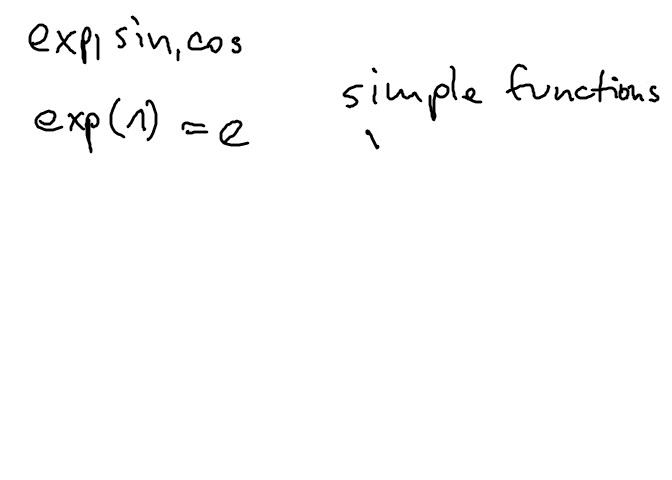 exp, sin, cos
exp(1) = e
simple functions